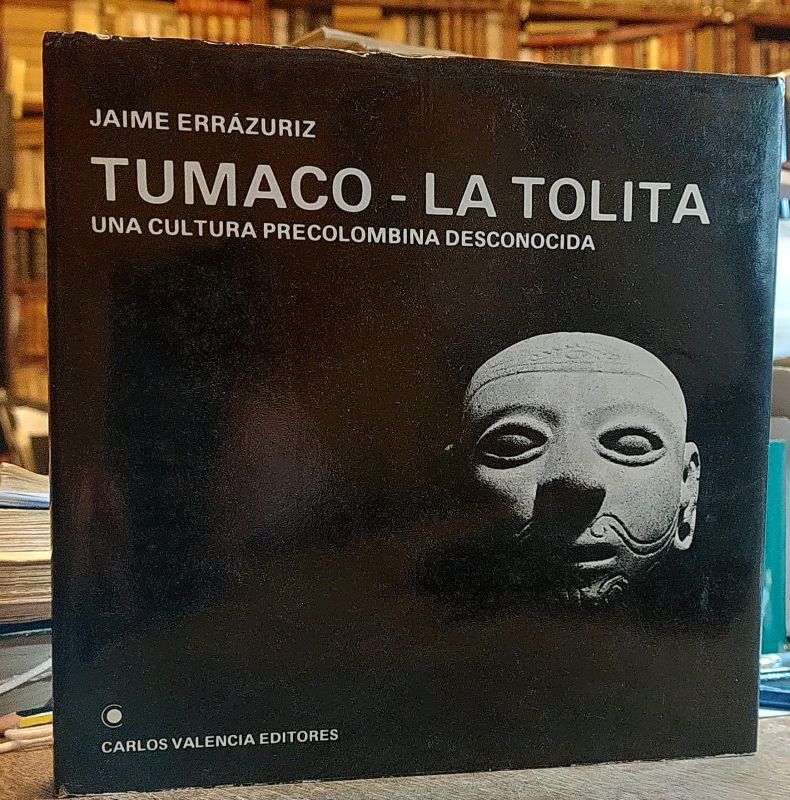 JAIME ERRÁZURIZ
TUMACO - LA TOLITA
UNA CULTURA PRECOLOMBINA DESCONOCIDA
CARLOS VALENCIA EDITORES